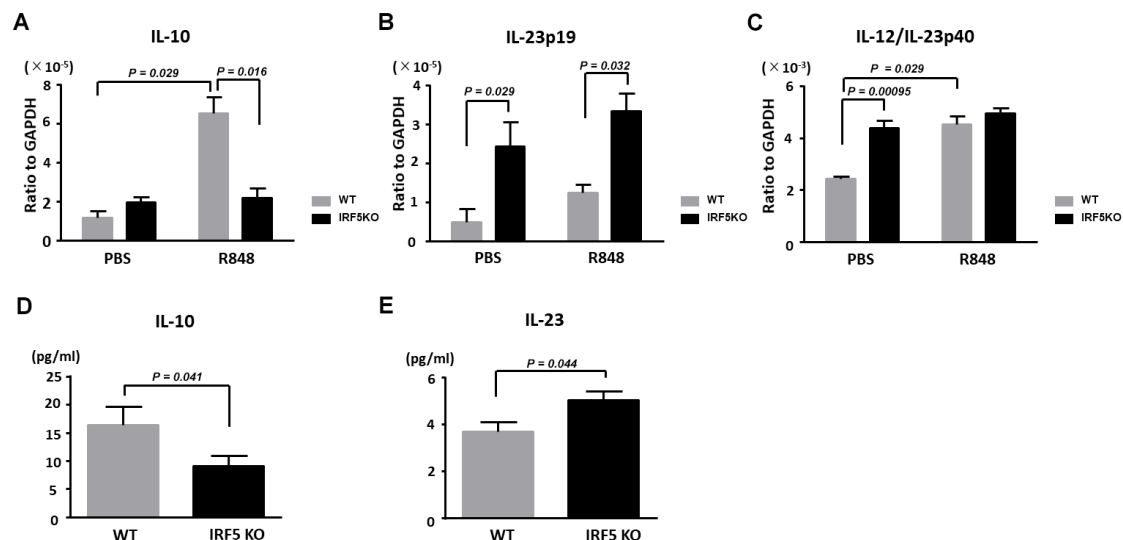 A
IL-10
(×10-5)
Ratio to GAPDH
8
6
4
2
0
P = 0.029
P = 0.016
PBS
R848
WT
IRF5KO
B
IL-23p19
(×10-5)
Ratio to GAPDH
4
3
2
1
0
P = 0.029
P = 0.032
PBS
R848
WT
IRF5KO
C
IL-12/IL-23p40
(×10-3)
Ratio to GAPDH
6
4
2
0
P = 0.029
P = 0.00095
PBS
R848
WT
IRF5KO
D
IL-10
(pg/ml)
25
20
15
10
5
0
P = 0.041
WT
IRF5 KO
E
IL-23
(pg/ml)
6
4
2
0
P = 0.044
WT
IRF5 KO